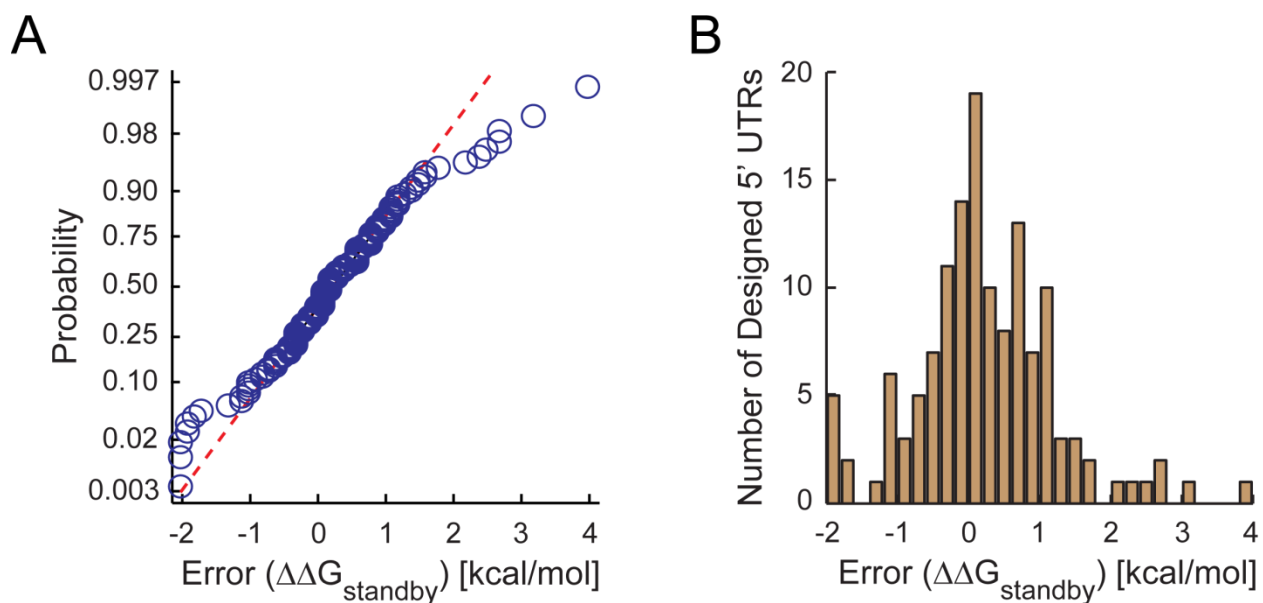 A
Probability
0.997
0.98
0.90
0.75
0.50
0.25
0.10
0.02
0.003
-2 -1 0 1 2 3 4
Error (ΔΔGstandby) [kcal/mol]
B
Number of Designed 5' UTRs
20
15
10
5
0
-2 -1 0 1 2 3 4
Error (ΔΔGstandby) [kcal/mol]